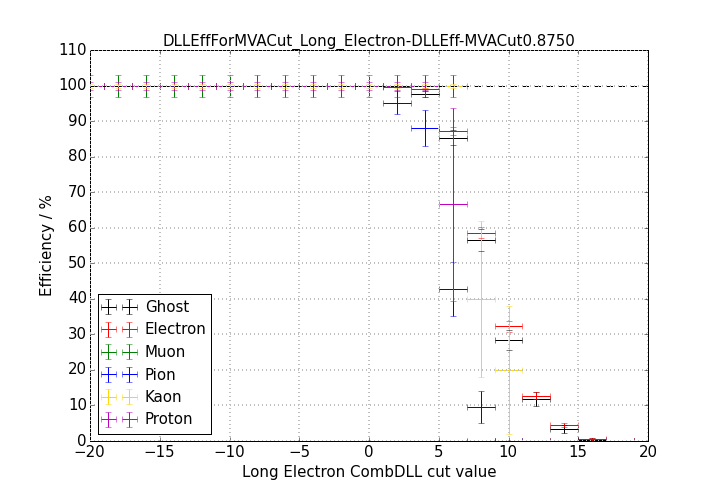 DLLEffForMVACut_Long_Electron-DLLEff-MVACut0.8750
110
100
90
80
70
60
50
40
30
20
10
0
Efficiency / %
Ghost
Electron
Muon
Pion
Kaon
Proton
−20 −15 −10 −5 0 5 10 15 20
Long Electron CombDLL cut value